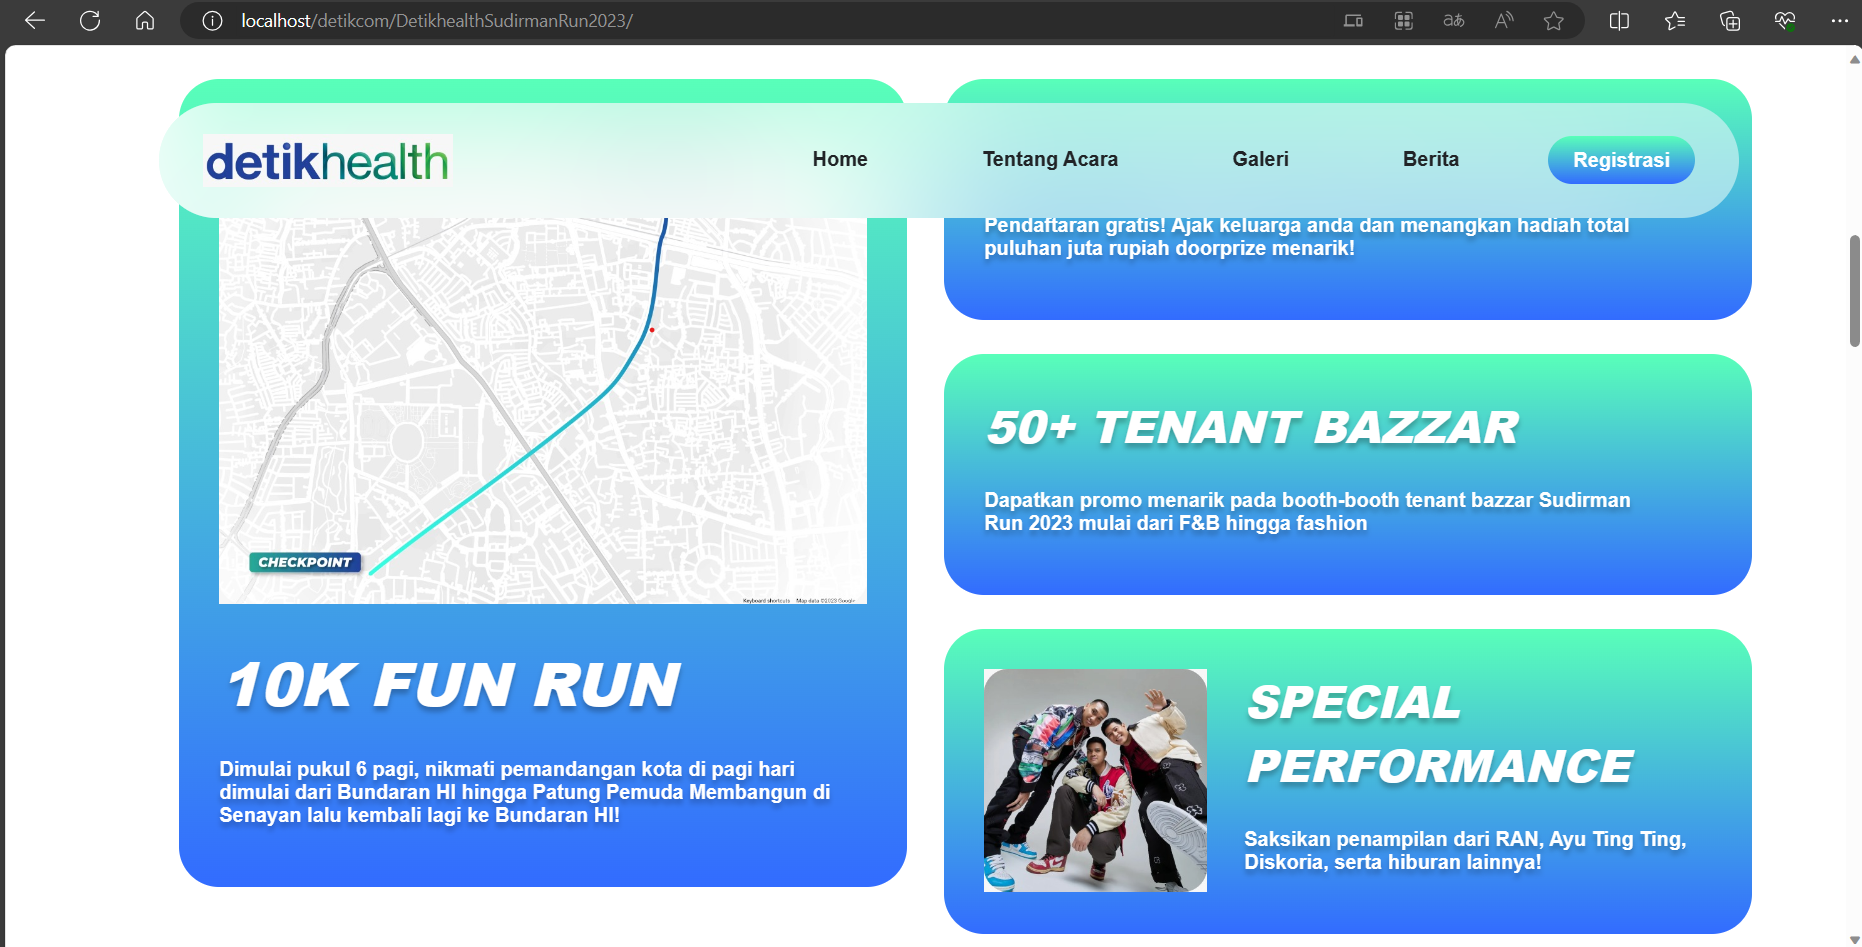 localhost/detikcom/DetikhealthSudirmanRun2023/
detikhealth
Home
Tentang Acara
Galeri
Berita
Registrasi
CHECKPOINT
Keyboard shortcuts
Map data ©2023 Google
10K FUN RUN
Dimulai pukul 6 pagi, nikmati pemandangan kota di pagi hari
dimulai dari Bundaran HI hingga Patung Pemuda Membangun di
Senayan lalu kembali lagi ke Bundaran HI!
Pendaftaran gratis! Ajak keluarga anda dan menangkan hadiah total
puluhan juta rupiah doorprize menarik!
50+ TENANT BAZZAR
Dapatkan promo menarik pada booth-booth tenant bazzar Sudirman
Run 2023 mulai dari F&B hingga fashion
SPECIAL
PERFORMANCE
Saksikan penampilan dari RAN, Ayu Ting Ting,
Diskoria, serta hiburan lainnya!